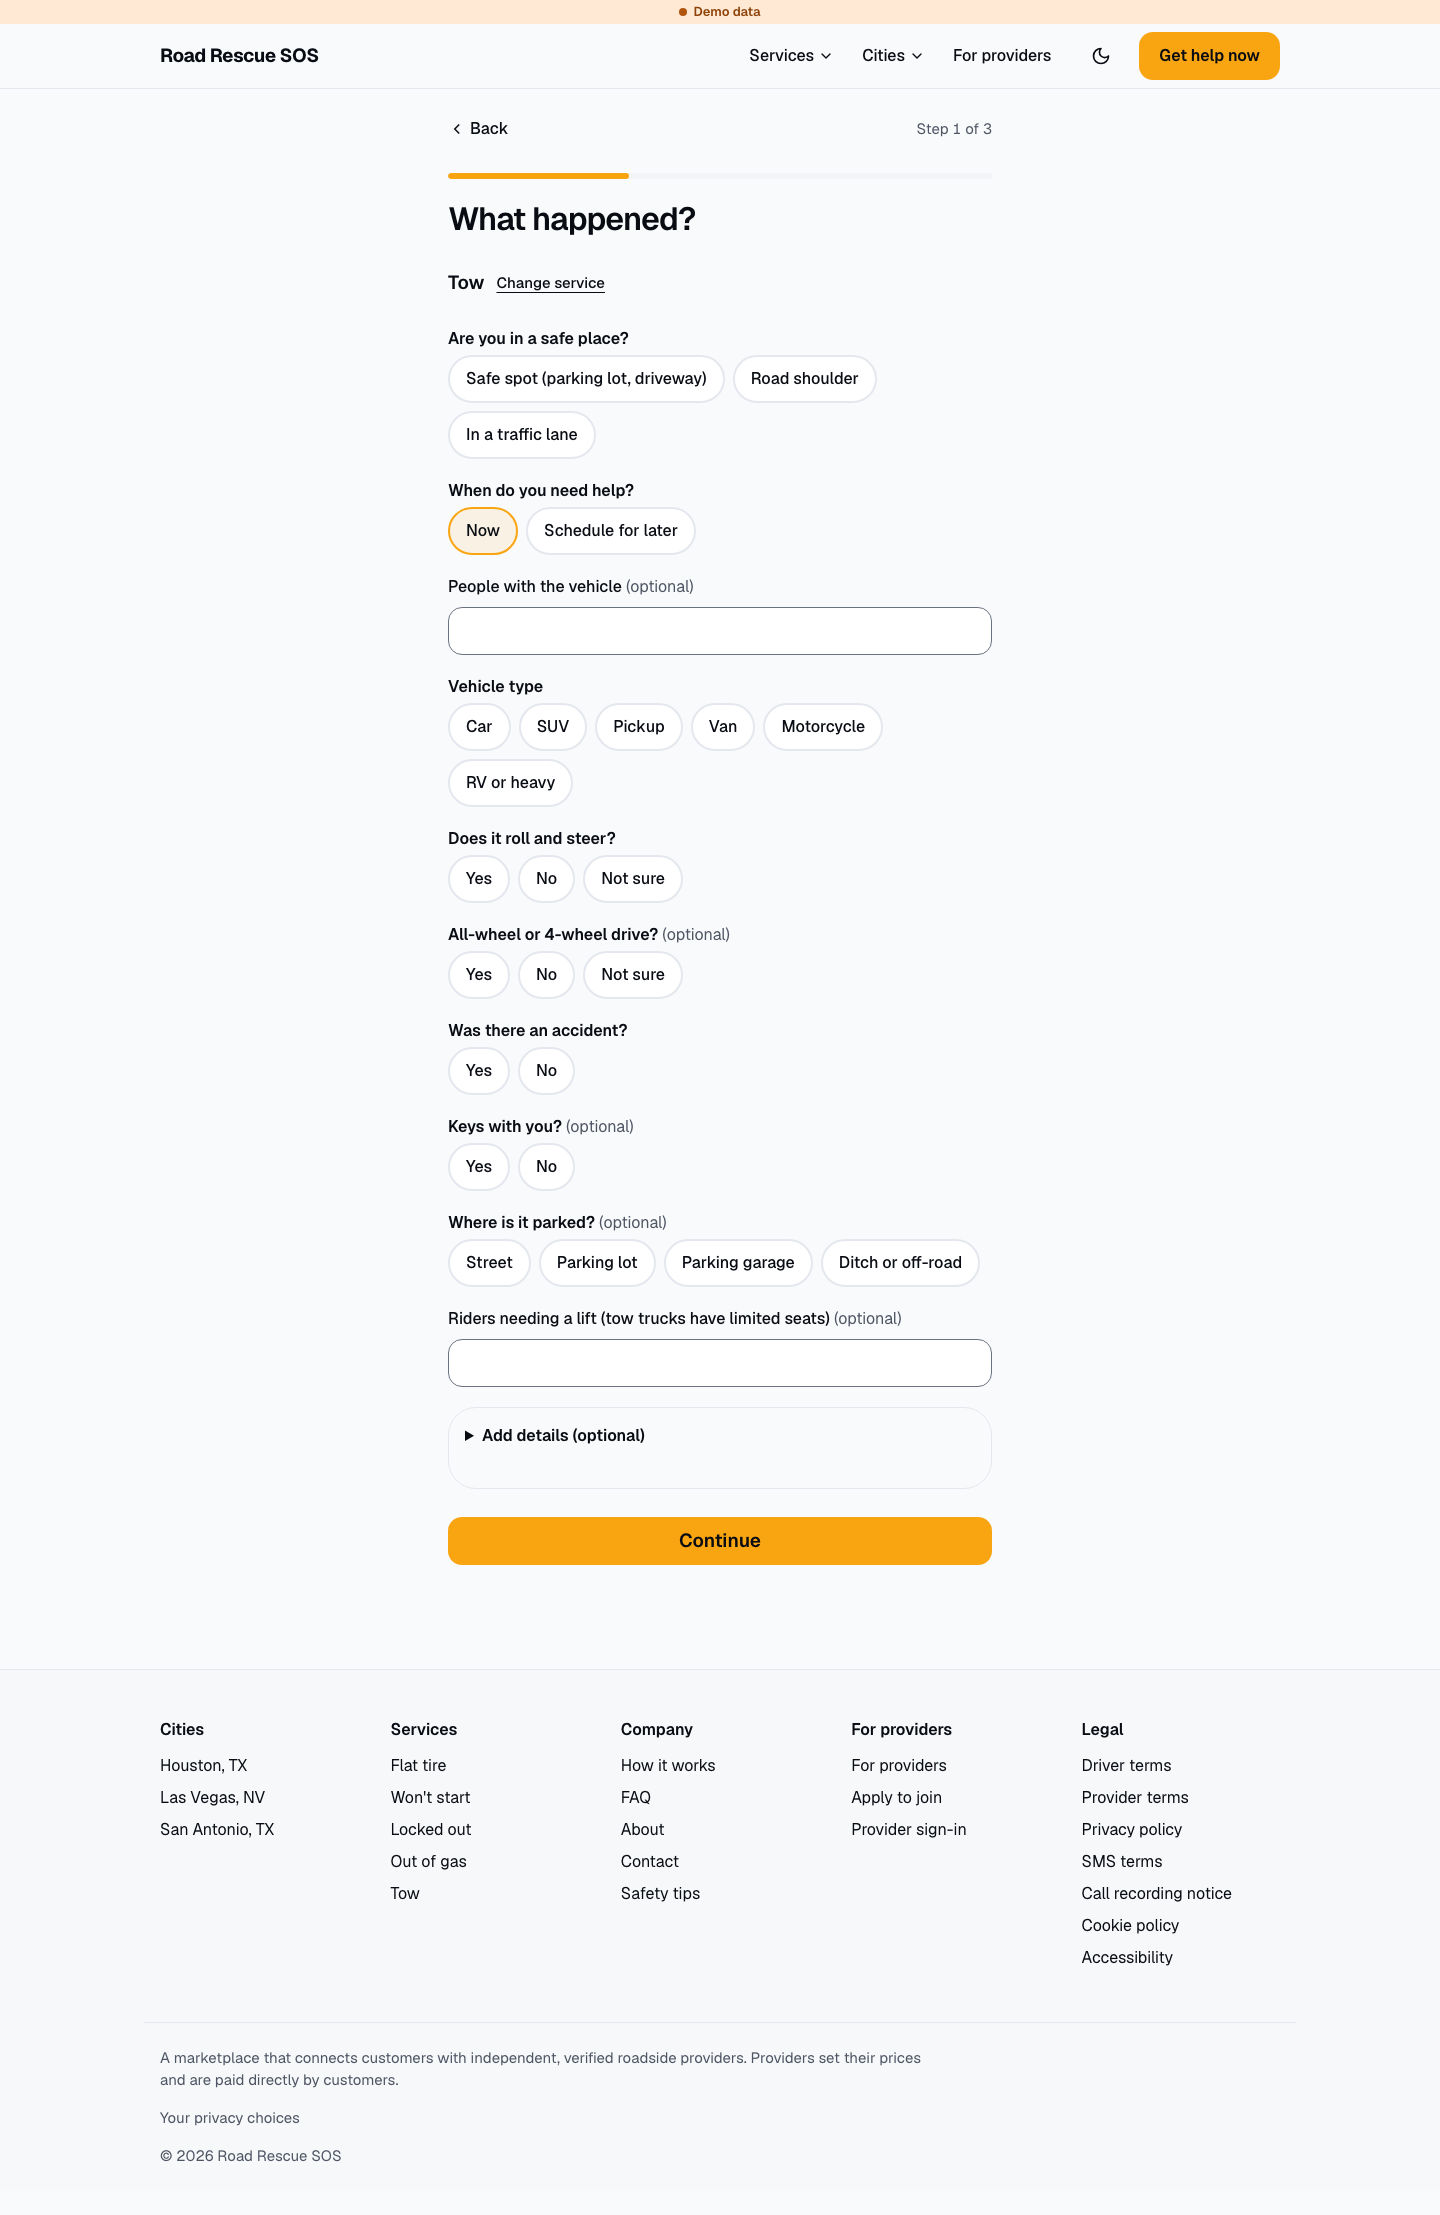 Demo data
Road Rescue SOS
Services
Cities
For providers
Get help now
Back
Step 1 of 3
What happened?
Tow
Change service
Are you in a safe place?
Safe spot (parking lot, driveway)
Road shoulder
In a traffic lane
When do you need help?
Now
Schedule for later
People with the vehicle (optional)
Vehicle type
Car
SUV
Pickup
Van
Motorcycle
RV or heavy
Does it roll and steer?
Yes
No
Not sure
All-wheel or 4-wheel drive? (optional)
Yes
No
Not sure
Was there an accident?
Yes
No
Keys with you? (optional)
Yes
No
Where is it parked? (optional)
Street
Parking lot
Parking garage
Ditch or off-road
Riders needing a lift (tow trucks have limited seats) (optional)
Add details (optional)
Continue
Cities
Houston, TX
Las Vegas, NV
San Antonio, TX
Services
Flat tire
Won't start
Locked out
Out of gas
Tow
Company
How it works
FAQ
About
Contact
Safety tips
For providers
For providers
Apply to join
Provider sign-in
Legal
Driver terms
Provider terms
Privacy policy
SMS terms
Call recording notice
Cookie policy
Accessibility
A marketplace that connects customers with independent, verified roadside providers. Providers set their prices
and are paid directly by customers.
Your privacy choices
© 2026 Road Rescue SOS